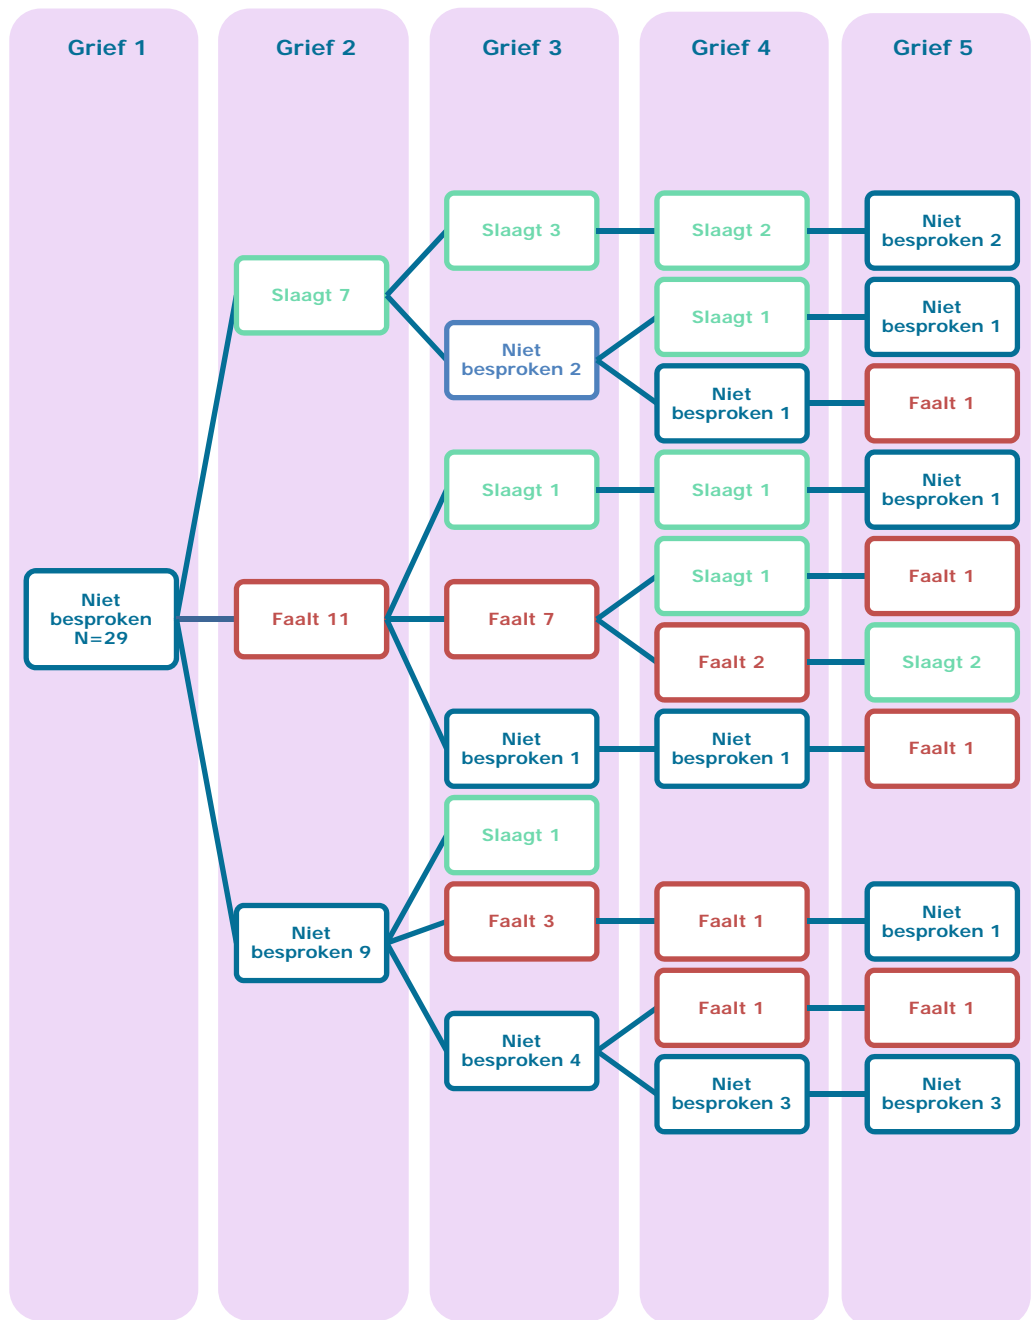 Grief 1
Grief 2
Grief 3
Grief 4
Grief 5
Niet
besproken
N=29
Slaagt 7
Faalt 11
Niet
besproken 9
Slaagt 3
Niet
besproken 2
Slaagt 1
Faalt 7
Niet
besproken 1
Slaagt 1
Faalt 3
Niet
besproken 4
Slaagt 2
Slaagt 1
Niet
besproken 1
Slaagt 1
Slaagt 1
Faalt 2
Niet
besproken 1
Faalt 1
Faalt 1
Niet
besproken 3
Niet
besproken 2
Niet
besproken 1
Faalt 1
Niet
besproken 1
Faalt 1
Slaagt 2
Faalt 1
Niet
besproken 1
Faalt 1
Niet
besproken 3